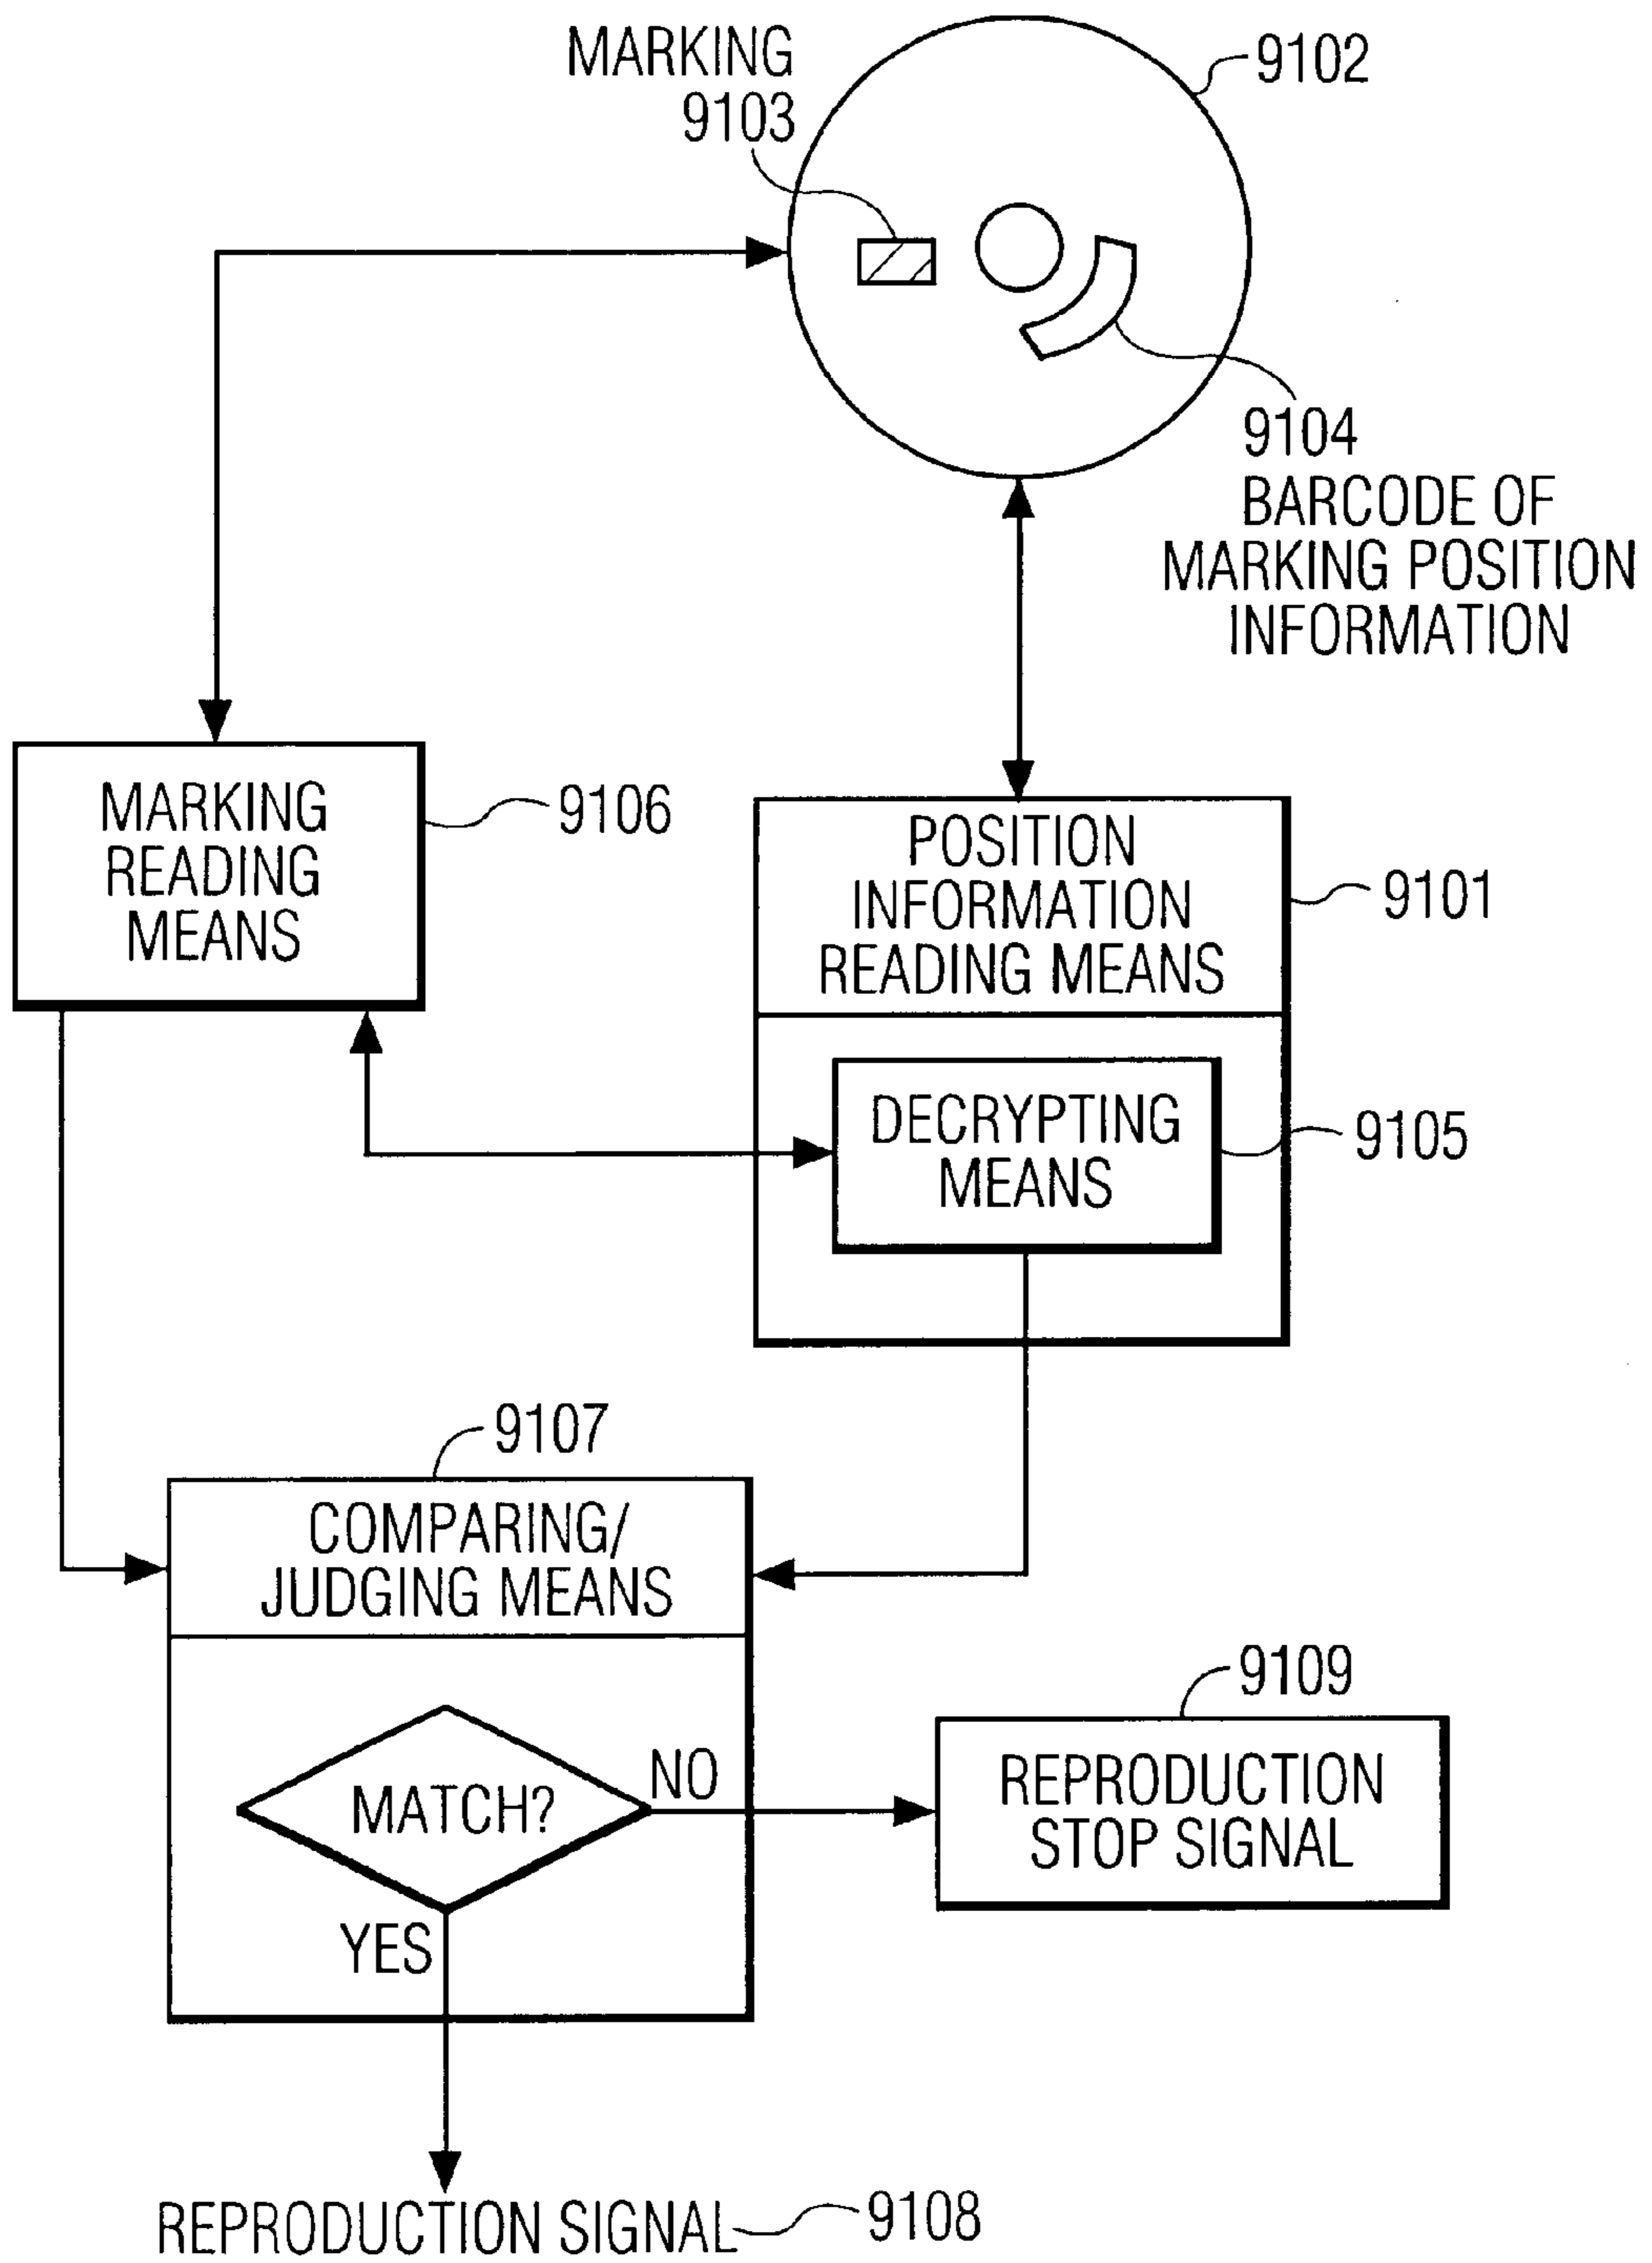 MARKING
9103
9102
9104
BARCODE OF
MARKING POSITION
INFORMATION
MARKING
READING
MEANS
9106
POSITION
INFORMATION
READING MEANS
9101
DECRYPTING
MEANS
9105
9107
COMPARING/
JUDGING MEANS
MATCH?
NO
YES
9109
REPRODUCTION
STOP SIGNAL
REPRODUCTION SIGNAL
9108